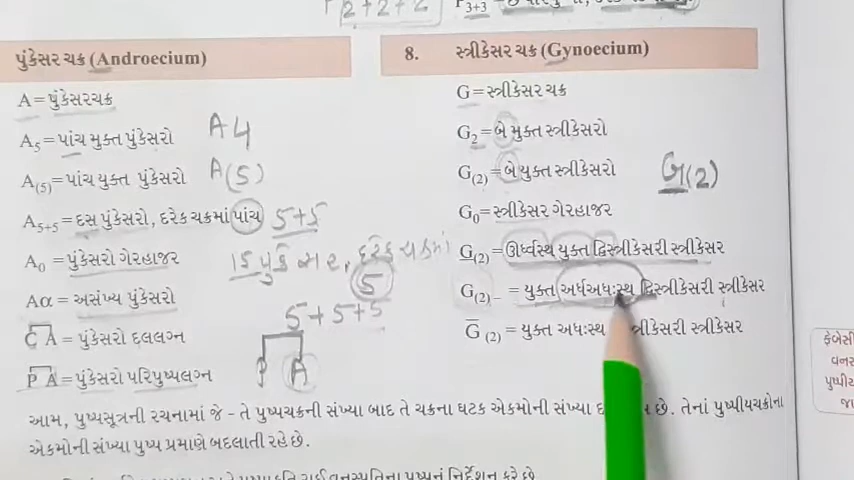 પુંકેસર ચક્ર (Androecium)
A = પુંકેસરચક્ર
A5 = પાંચ મુક્ત પુંકેસરો A4
A(5) = પાંચ યુક્ત પુંકેસરો A(5)
A5+5 = દસ પુંકેસરો, દરેક ચક્રમાં પાંચ 5+5
A0 = પુંકેસરો ગેરહાજર
15 પુંકેસર, દરેક ચક્રમાં 5
Aα = અસંખ્ય પુંકેસરો 5+5+5
C A = પુંકેસરો દલલગ્ન
P A = પુંકેસરો પરિપુષ્પલગ્ન P A
8. સ્ત્રીકેસર ચક્ર (Gynoecium)
G = સ્ત્રીકેસર ચક્ર
G2 = બે મુક્ત સ્ત્રીકેસરો
G(2) = બે યુક્ત સ્ત્રીકેસરો G(2)
G0 = સ્ત્રીકેસર ગેરહાજર
G(2) = ઊર્ધ્વસ્થ યુક્ત દ્વિસ્ત્રીકેસરી સ્ત્રીકેસર
G(2)– = યુક્ત અર્ધઅધઃસ્થ દ્વિસ્ત્રીકેસરી સ્ત્રીકેસર
G̅(2) = યુક્ત અધઃસ્થ સ્ત્રીકેસર
આમ, પુષ્પસૂત્રની રચનામાં જે - તે પુષ્પચક્રની સંખ્યા બાદ તે ચક્રના ઘટક એકમોની સંખ્યા છે. તેનાં પુષ્પીયચક્રોના
એકમોની સંખ્યા પુષ્પ પ્રમાણે બદલાતી રહે છે.